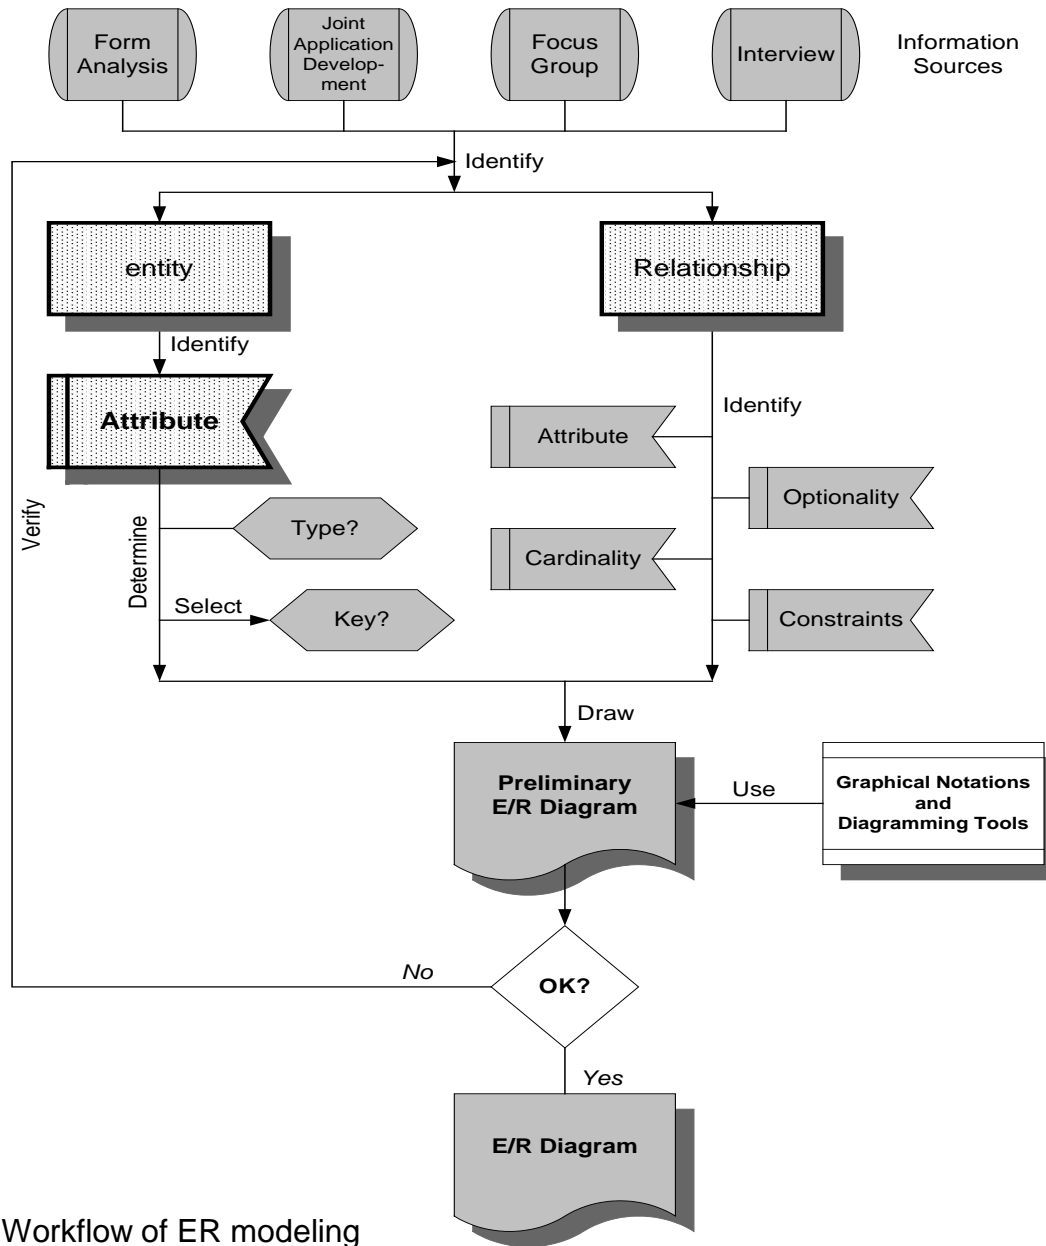 Form
Analysis
Joint
Application
Develop-
ment
Focus
Group
Interview
Information
Sources
Identify
entity
Relationship
Identify
Attribute
Identify
Attribute
Optionality
Verify
Determine
Type?
Cardinality
Select
Key?
Constraints
Draw
Preliminary
E/R Diagram
Use
Graphical Notations
and
Diagramming Tools
No
OK?
Yes
E/R Diagram
Workflow of ER modeling